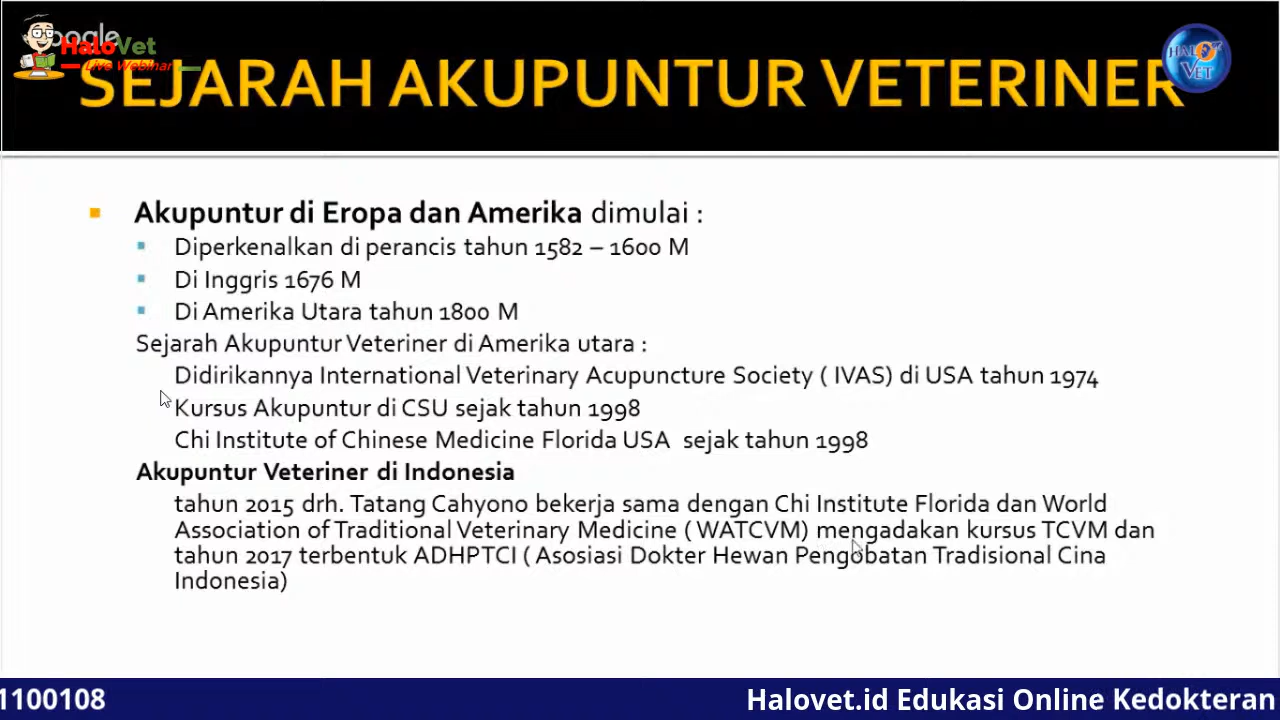 Google
HaloVet
Live Webinar
HALO VET
SEJARAH AKUPUNTUR VETERINER
Akupuntur di Eropa dan Amerika dimulai :
Diperkenalkan di perancis tahun 1582 – 1600 M
Di Inggris 1676 M
Di Amerika Utara tahun 1800 M
Sejarah Akupuntur Veteriner di Amerika utara :
Didirikannya International Veterinary Acupuncture Society ( IVAS) di USA tahun 1974
Kursus Akupuntur di CSU sejak tahun 1998
Chi Institute of Chinese Medicine Florida USA sejak tahun 1998
Akupuntur Veteriner di Indonesia
tahun 2015 drh. Tatang Cahyono bekerja sama dengan Chi Institute Florida dan World
Association of Traditional Veterinary Medicine ( WATCVM) mengadakan kursus TCVM dan
tahun 2017 terbentuk ADHPTCI ( Asosiasi Dokter Hewan Pengobatan Tradisional Cina
Indonesia)
1100108
Halovet.id Edukasi Online Kedokteran